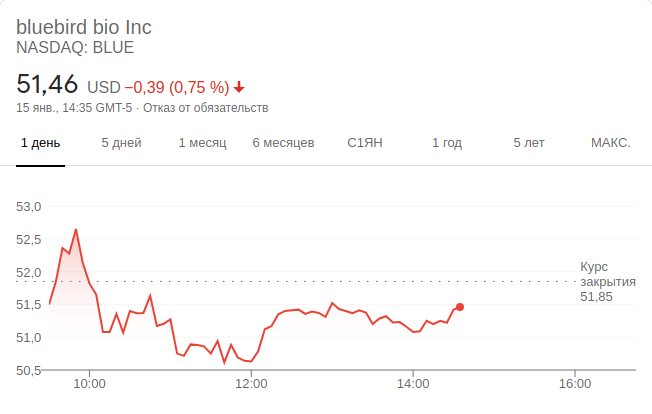 bluebird bio Inc
NASDAQ: BLUE
51,46 USD −0,39 (0,75 %)
15 янв., 14:35 GMT-5 · Отказ от обязательств
1 день 5 дней 1 месяц 6 месяцев С1ЯН 1 год 5 лет МАКС.
53,0
52,5
52,0
51,5
51,0
50,5
Курс
закрытия
51,85
10:00 12:00 14:00 16:00